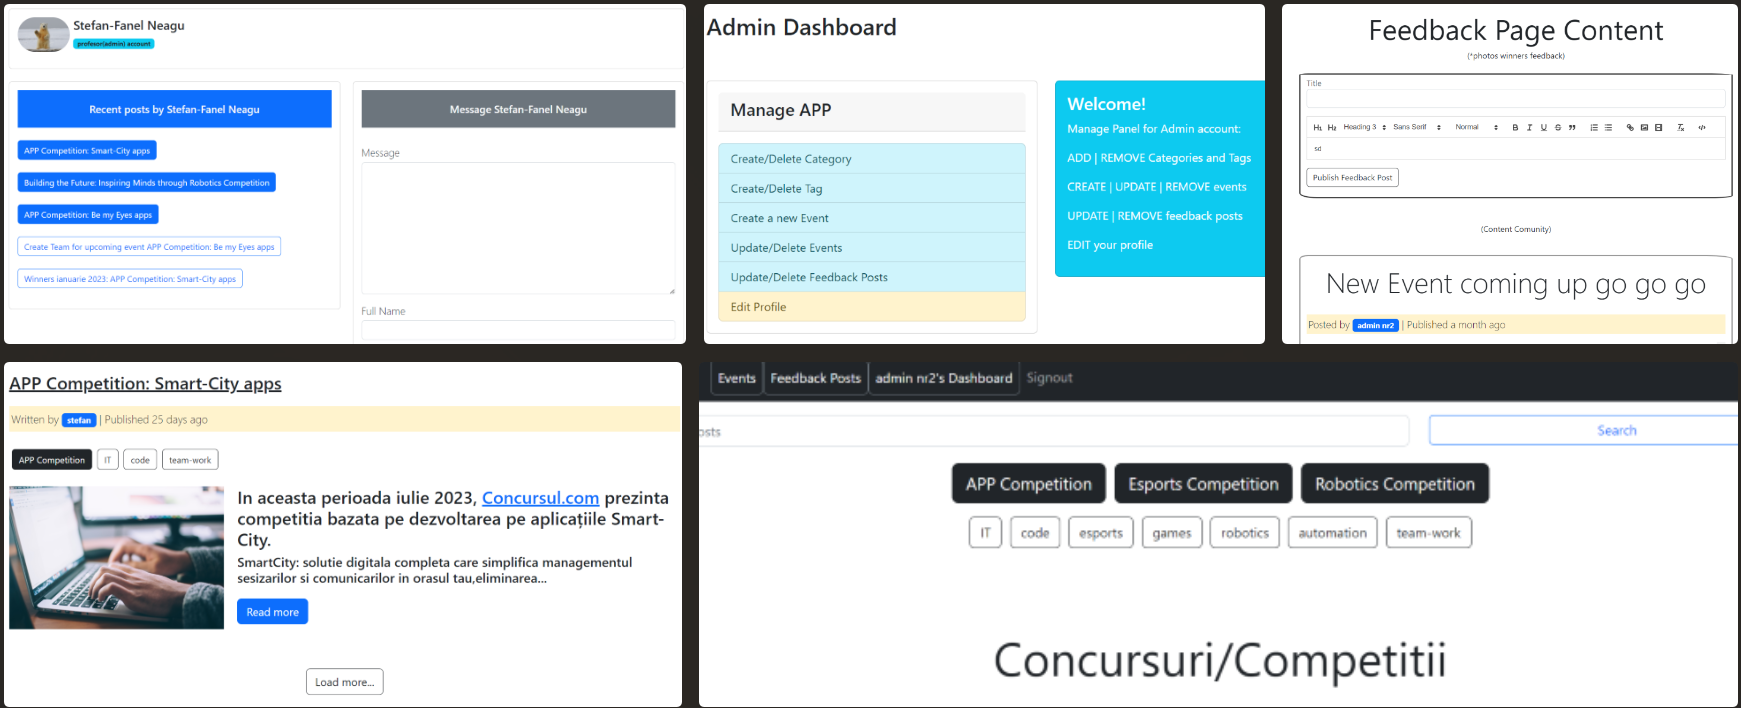 Stefan-Fanel Neagu
profesor(admin) account
Recent posts by Stefan-Fanel Neagu
APP Competition: Smart-City apps
Building the Future: Inspiring Minds through Robotics Competition
APP Competition: Be my Eyes apps
Create Team for upcoming event APP Competition: Be my Eyes apps
Winners ianuarie 2023: APP Competition: Smart-City apps
Message Stefan-Fanel Neagu
Message
Full Name
Admin Dashboard
Manage APP
Create/Delete Category
Create/Delete Tag
Create a new Event
Update/Delete Events
Update/Delete Feedback Posts
Edit Profile
Welcome!
Manage Panel for Admin account:
ADD | REMOVE Categories and Tags
CREATE | UPDATE | REMOVE events
UPDATE | REMOVE feedback posts
EDIT your profile
Feedback Page Content
(*photos winners feedback)
Title
H1 H2 Heading 3 Sans Serif Normal B I U S
sd
Publish Feedback Post
(Content Comunity)
New Event coming up go go go
Posted by admin nr2 | Published a month ago
APP Competition: Smart-City apps
Written by stefan | Published 25 days ago
APP Competition IT code team-work
In aceasta perioada iulie 2023, Concursul.com prezinta
competitia bazata pe dezvoltarea pe aplicațiile Smart-
City.
SmartCity: solutie digitala completa care simplifica managementul
sesizarilor si comunicarilor in orasul tau,eliminarea...
Read more
Load more...
Events Feedback Posts admin nr2's Dashboard Signout
osts Search
APP Competition Esports Competition Robotics Competition
IT code esports games robotics automation team-work
Concursuri/Competitii